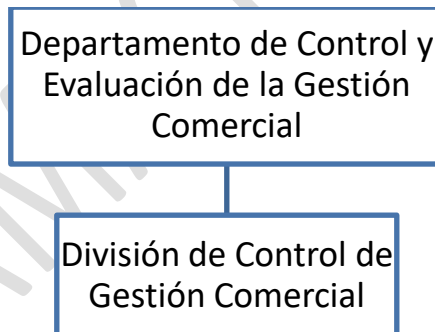 Departamento de Control y
Evaluación de la Gestión
Comercial
División de Control de
Gestión Comercial